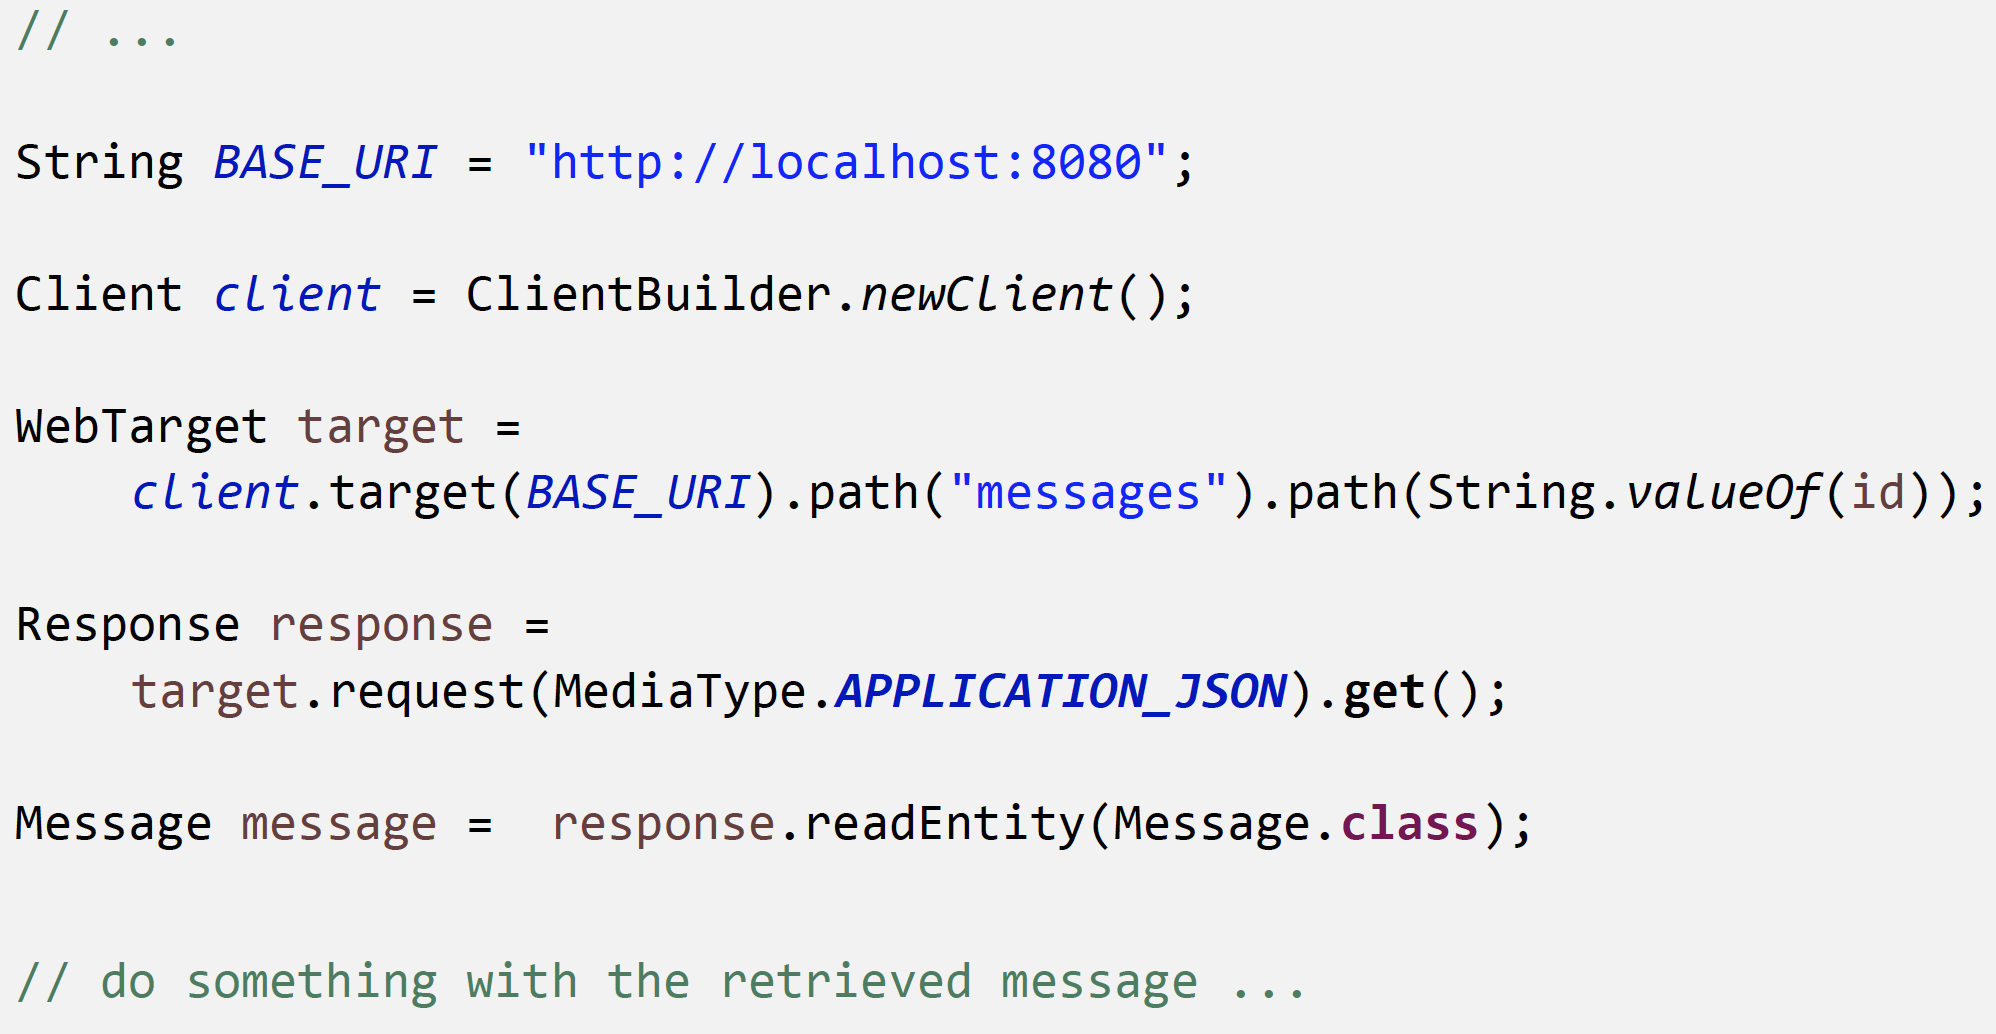 // ...
String BASE_URI = "http://localhost:8080";
Client client = ClientBuilder.newClient();
WebTarget target =
client.target(BASE_URI).path("messages").path(String.valueOf(id));
Response response =
target.request(MediaType.APPLICATION_JSON).get();
Message message =  response.readEntity(Message.class);
// do something with the retrieved message ...